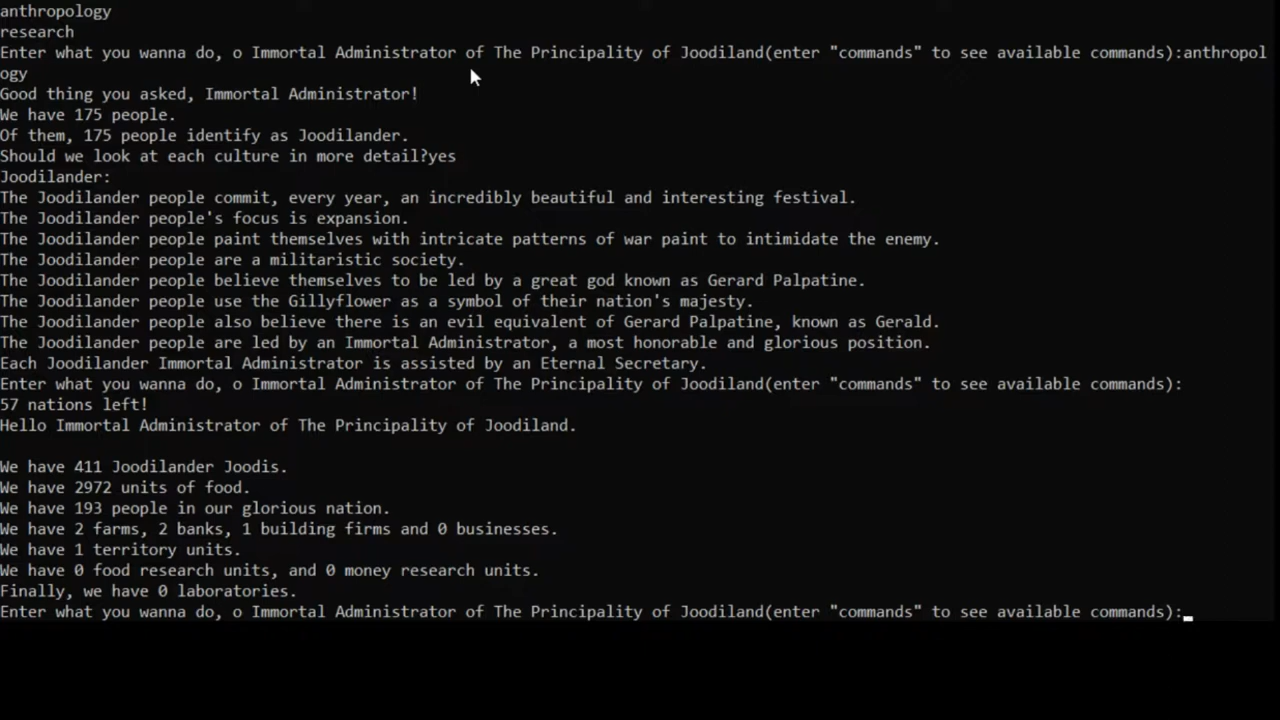 anthropology
research
Enter what you wanna do, o Immortal Administrator of The Principality of Joodiland(enter "commands" to see available commands):anthropol
ogy
Good thing you asked, Immortal Administrator!
We have 175 people.
Of them, 175 people identify as Joodilander.
Should we look at each culture in more detail?yes
Joodilander:
The Joodilander people commit, every year, an incredibly beautiful and interesting festival.
The Joodilander people's focus is expansion.
The Joodilander people paint themselves with intricate patterns of war paint to intimidate the enemy.
The Joodilander people are a militaristic society.
The Joodilander people believe themselves to be led by a great god known as Gerard Palpatine.
The Joodilander people use the Gillyflower as a symbol of their nation's majesty.
The Joodilander people also believe there is an evil equivalent of Gerard Palpatine, known as Gerald.
The Joodilander people are led by an Immortal Administrator, a most honorable and glorious position.
Each Joodilander Immortal Administrator is assisted by an Eternal Secretary.
Enter what you wanna do, o Immortal Administrator of The Principality of Joodiland(enter "commands" to see available commands):
57 nations left!
Hello Immortal Administrator of The Principality of Joodiland.
We have 411 Joodilander Joodis.
We have 2972 units of food.
We have 193 people in our glorious nation.
We have 2 farms, 2 banks, 1 building firms and 0 businesses.
We have 1 territory units.
We have 0 food research units, and 0 money research units.
Finally, we have 0 laboratories.
Enter what you wanna do, o Immortal Administrator of The Principality of Joodiland(enter "commands" to see available commands):